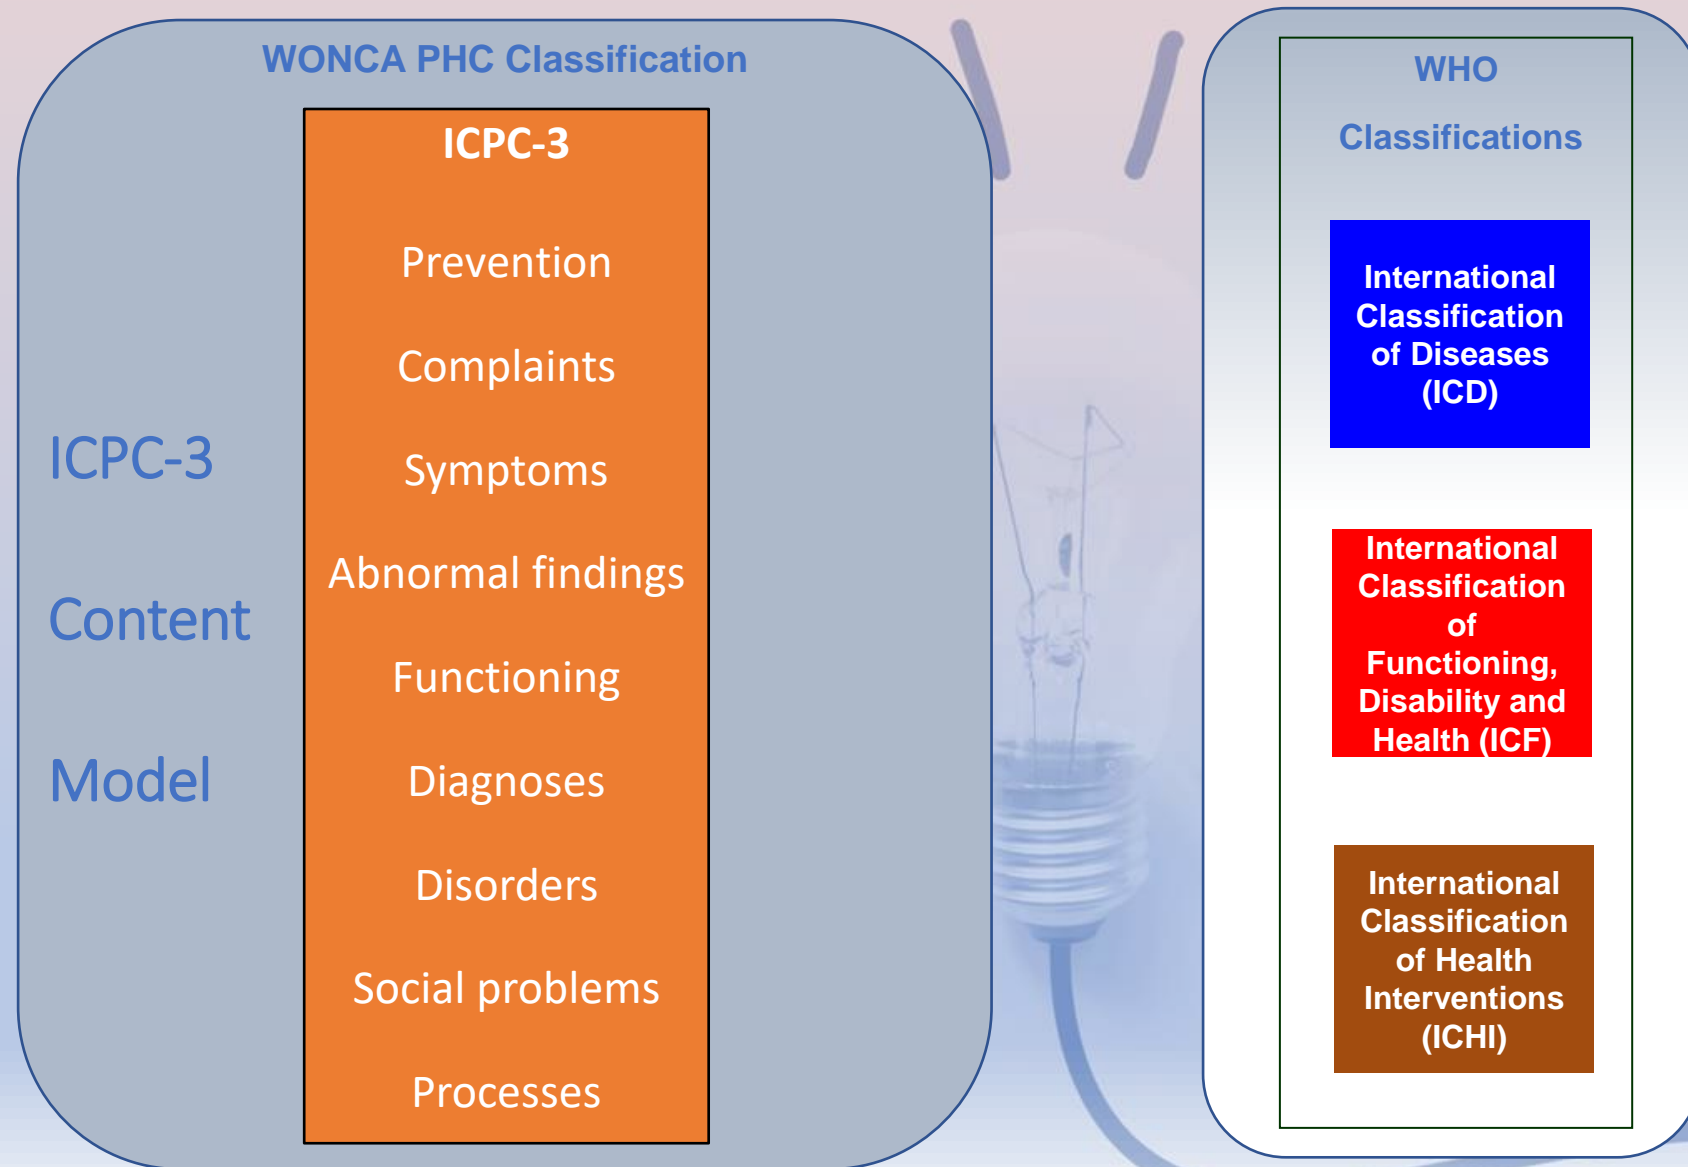 WONCA PHC Classification
ICPC-3
Content
Model
ICPC-3
Prevention
Complaints
Symptoms
Abnormal findings
Functioning
Diagnoses
Disorders
Social problems
Processes
WHO
Classifications
International
Classification
of Diseases
(ICD)
International
Classification
of
Functioning,
Disability and
Health (ICF)
International
Classification
of Health
Interventions
(ICHI)